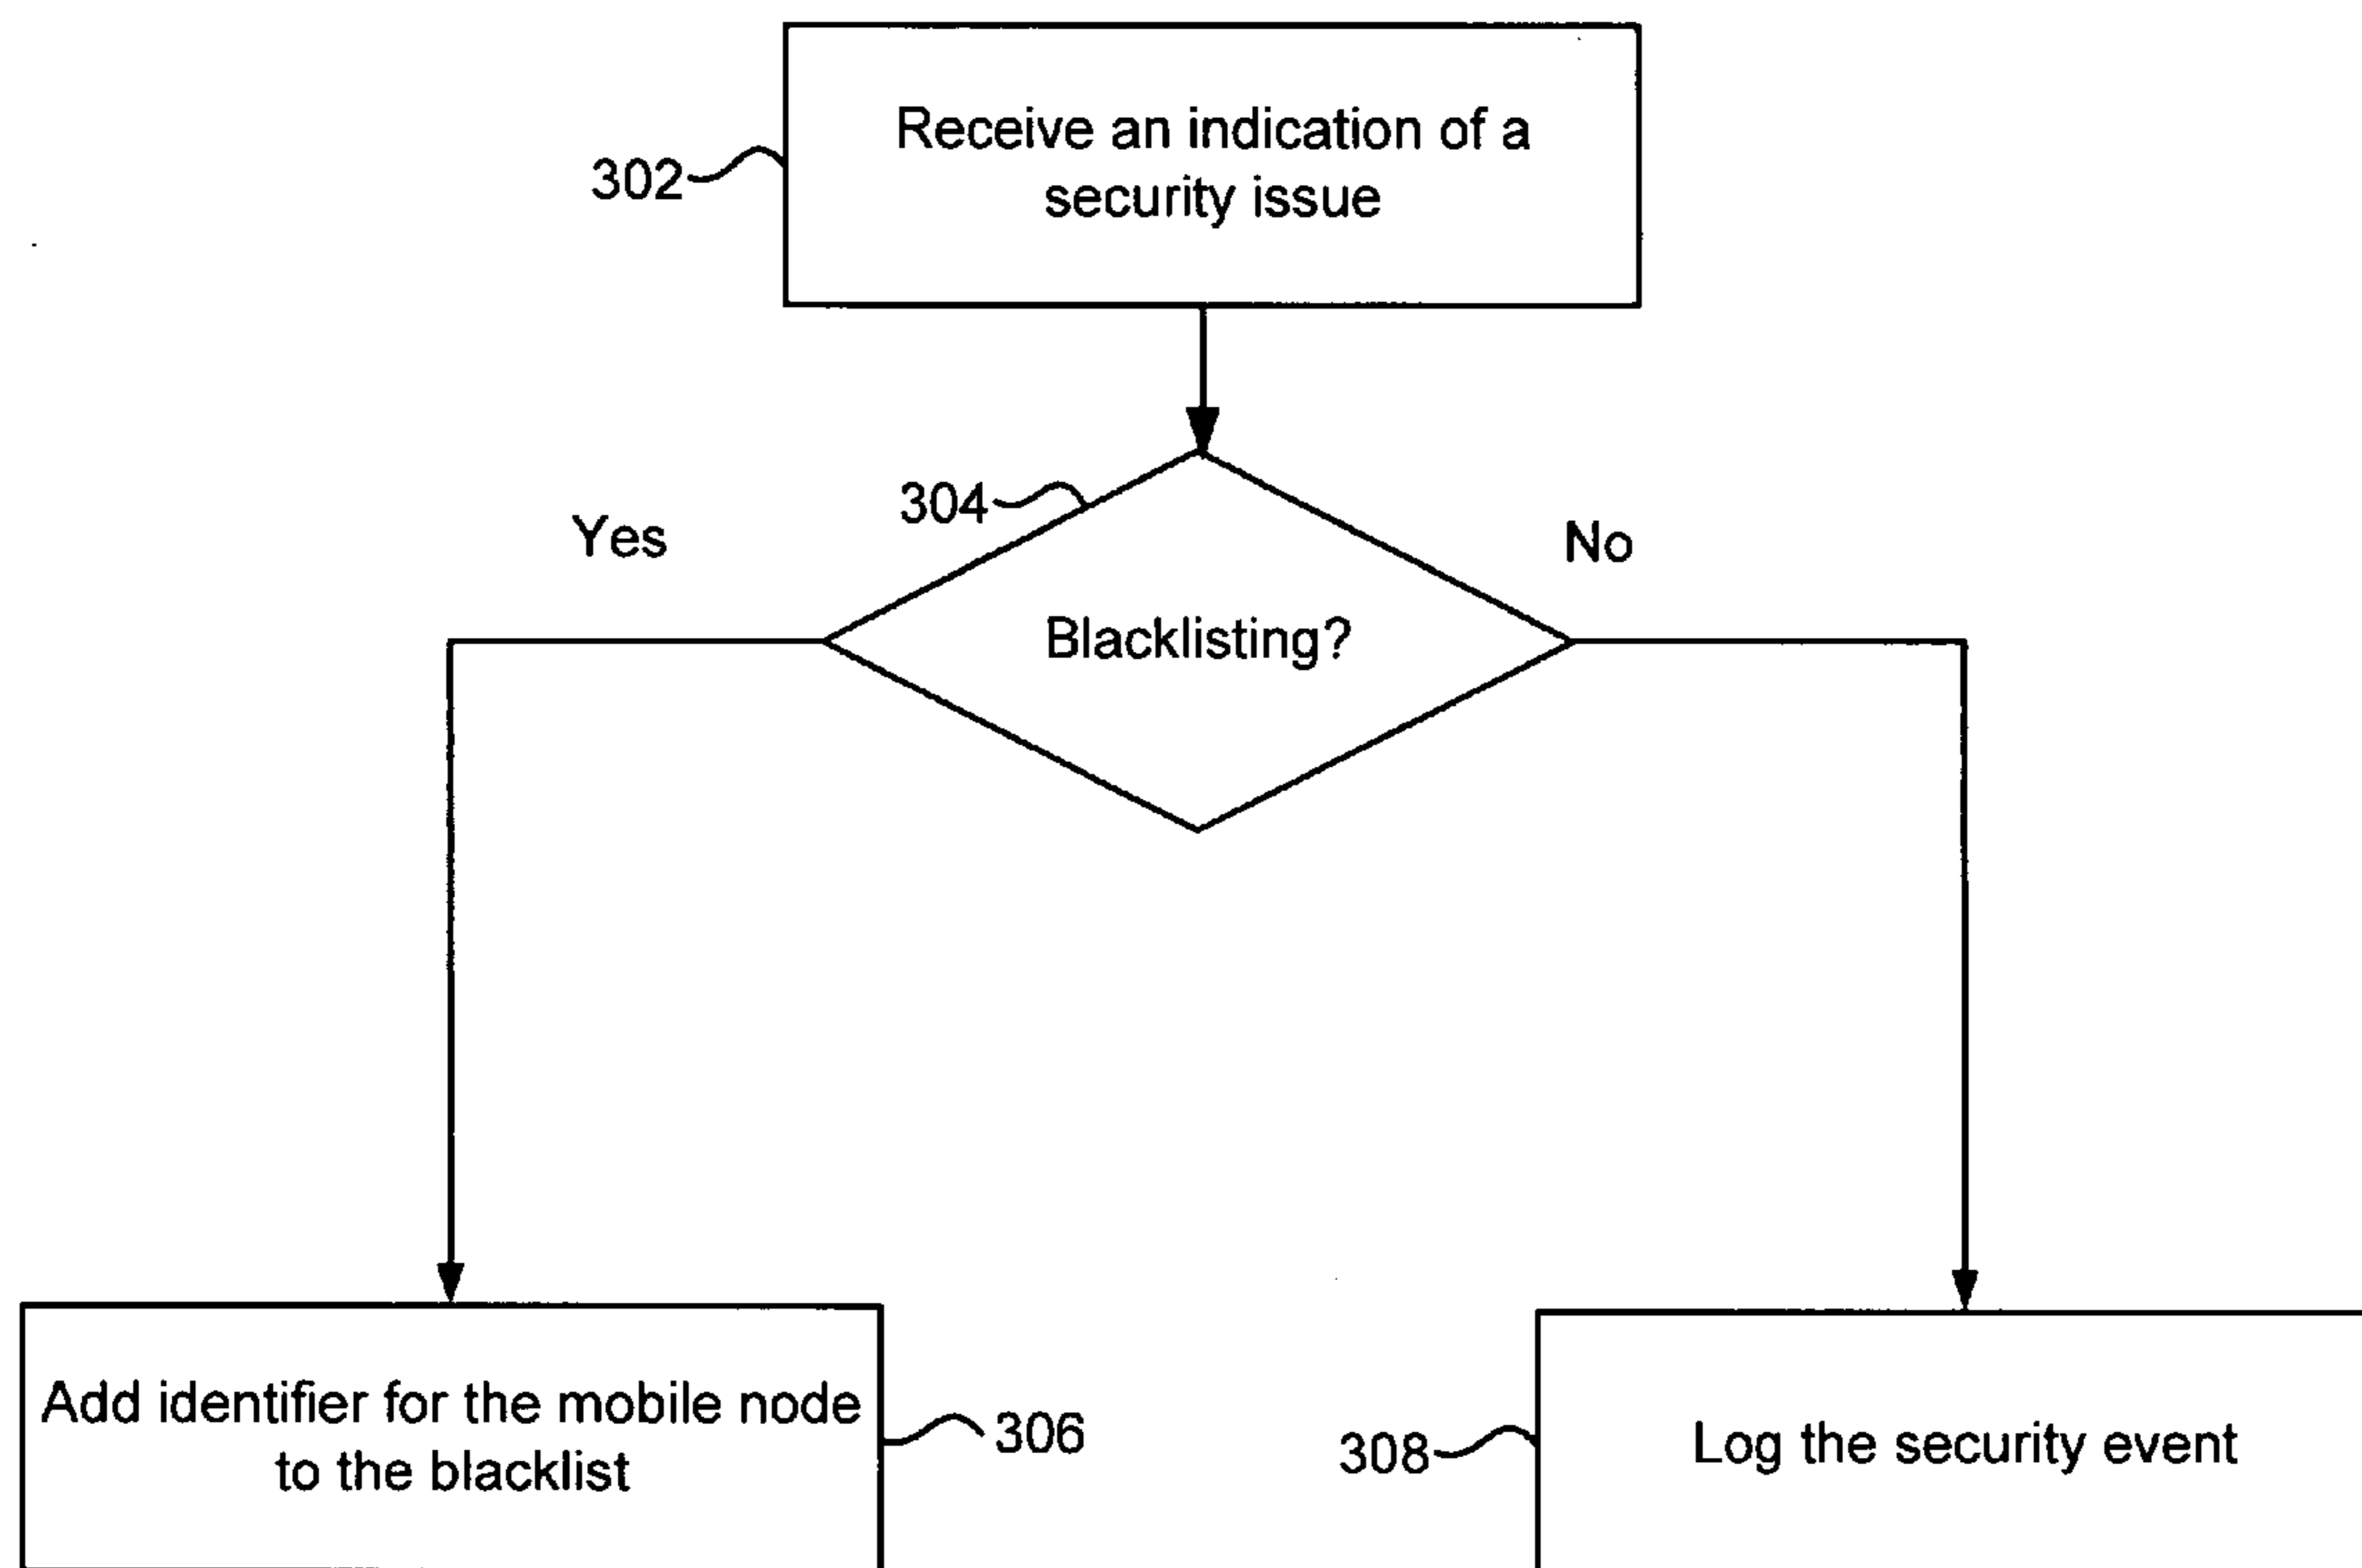 Receive an indication of a
security issue
302
304
Yes
No
Blacklisting?
Add identifier for the mobile node
to the blacklist
306
308
Log the security event